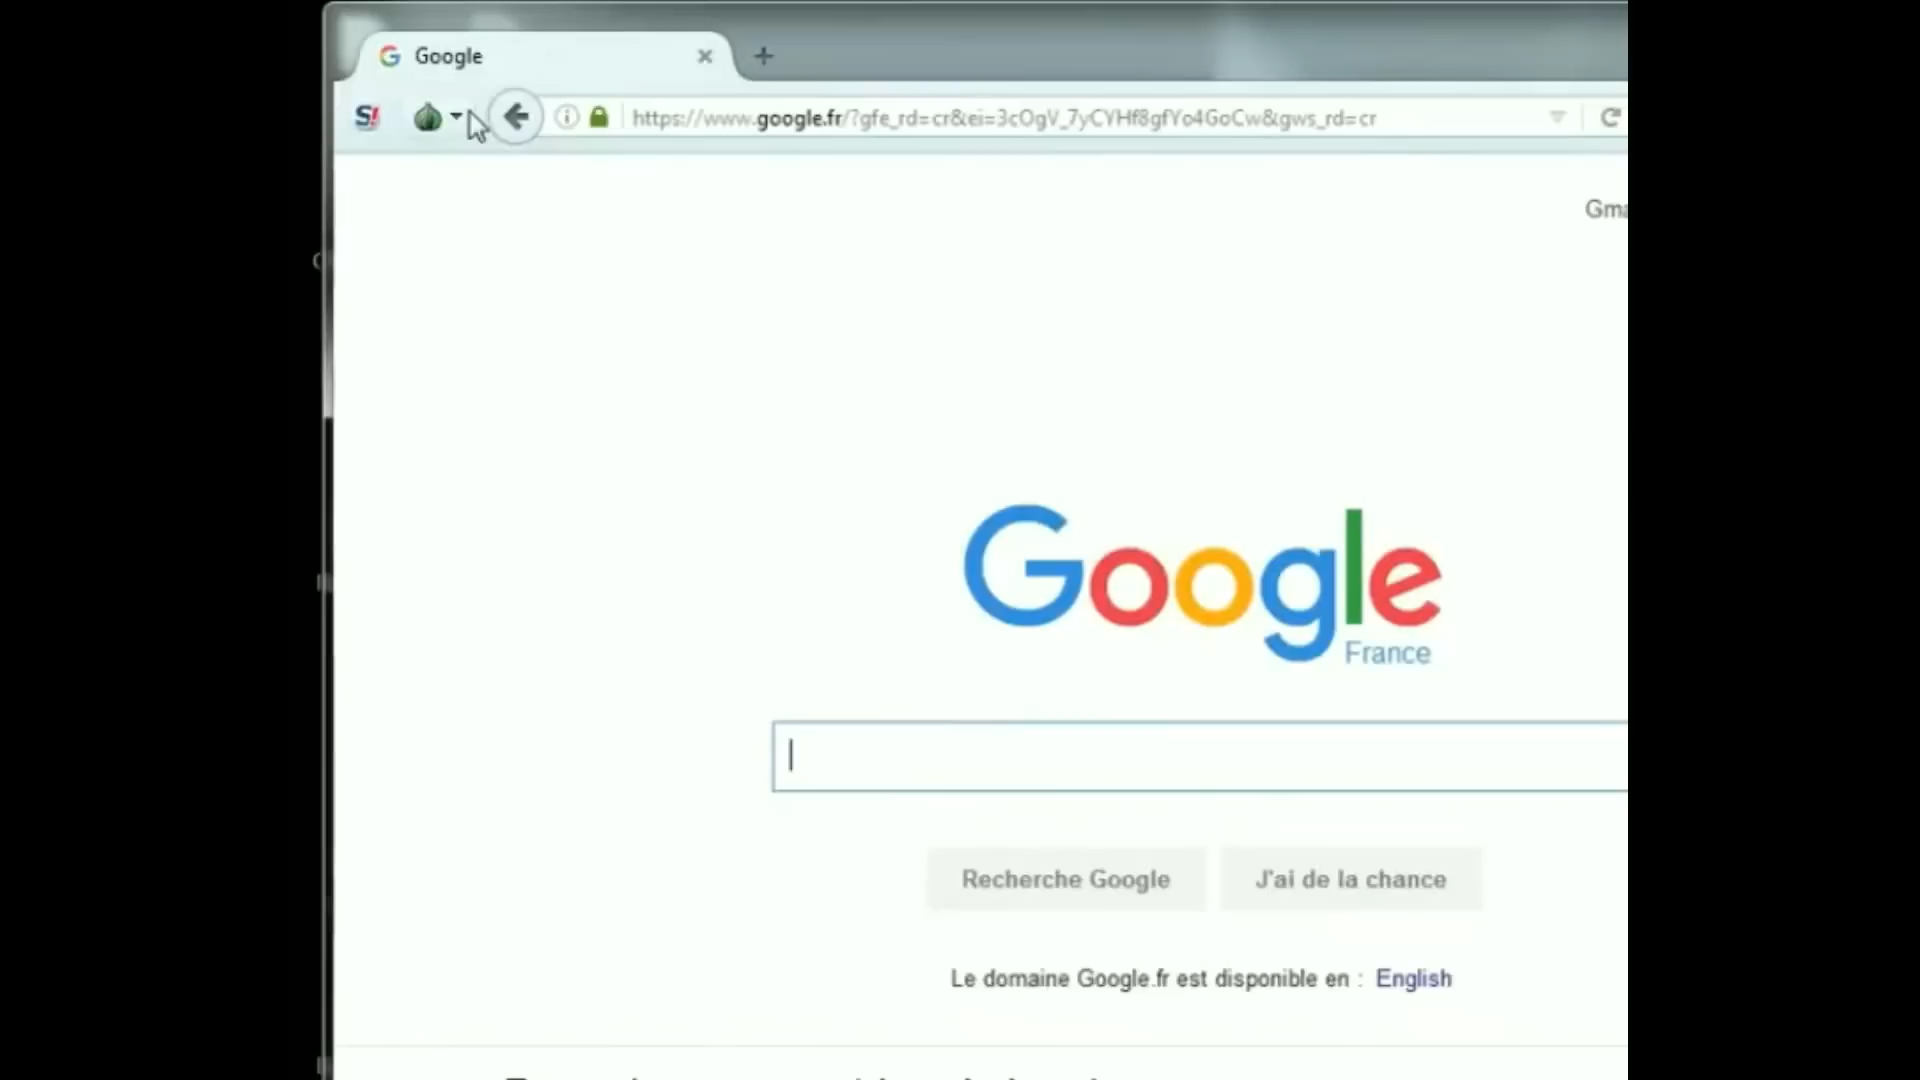 Google
S!
https://www.google.fr/?gfe_rd=cr&ei=3cOgV_7yCYHf8gfYo4GoCw&gws_rd=cr
Google
France
Recherche Google
J'ai de la chance
Le domaine Google.fr est disponible en : English